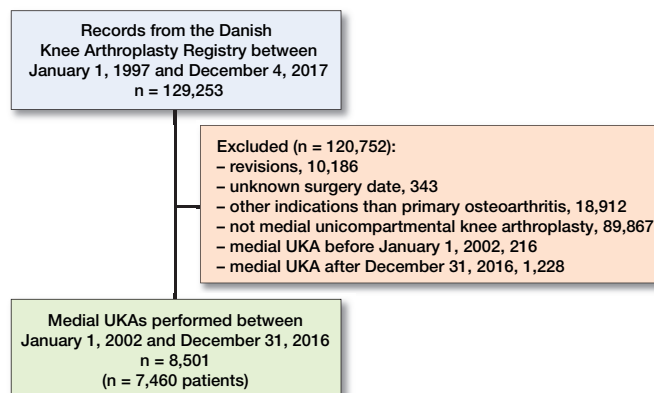 Records from the Danish
Knee Arthroplasty Registry between
January 1, 1997 and December 4, 2017
n = 129,253
Excluded (n = 120,752):
– revisions, 10,186
– unknown surgery date, 343
– other indications than primary osteoarthritis, 18,912
– not medial unicompartmental knee arthroplasty, 89,867
– medial UKA before January 1, 2002, 216
– medial UKA after December 31, 2016, 1,228
Medial UKAs performed between
January 1, 2002 and December 31, 2016
n = 8,501
(n = 7,460 patients)